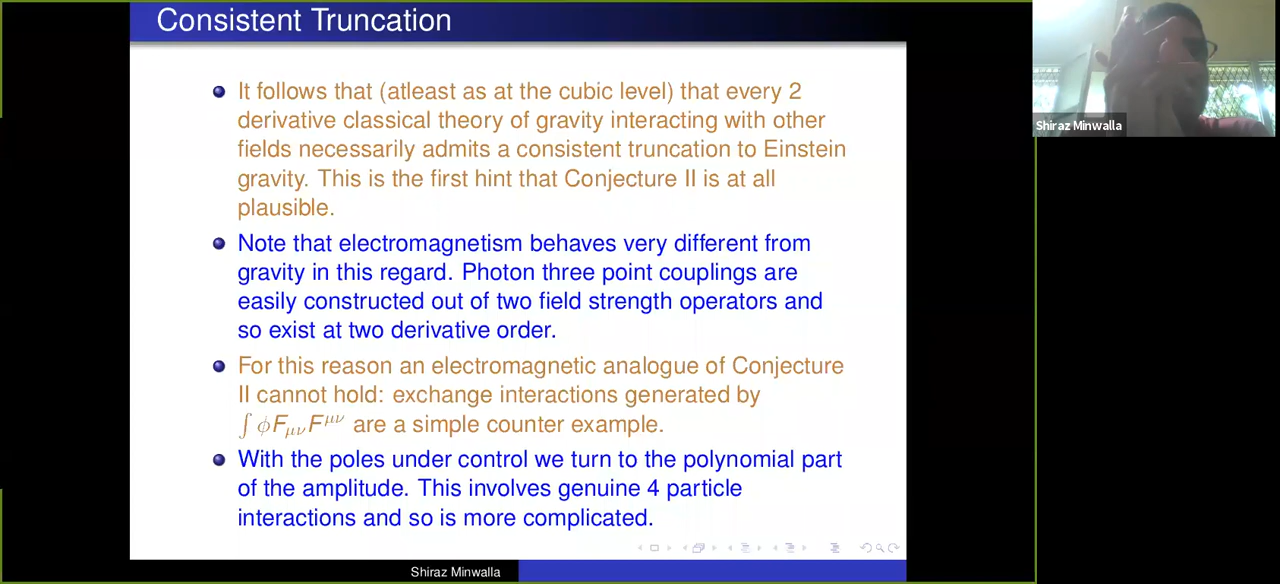 Consistent Truncation
It follows that (atleast as at the cubic level) that every 2
derivative classical theory of gravity interacting with other
fields necessarily admits a consistent truncation to Einstein
gravity. This is the first hint that Conjecture II is at all
plausible.
Note that electromagnetism behaves very different from
gravity in this regard. Photon three point couplings are
easily constructed out of two field strength operators and
so exist at two derivative order.
For this reason an electromagnetic analogue of Conjecture
II cannot hold: exchange interactions generated by
∫ ϕF_{μν}F^{μν} are a simple counter example.
With the poles under control we turn to the polynomial part
of the amplitude. This involves genuine 4 particle
interactions and so is more complicated.
Shiraz Minwalla
Shiraz Minwalla